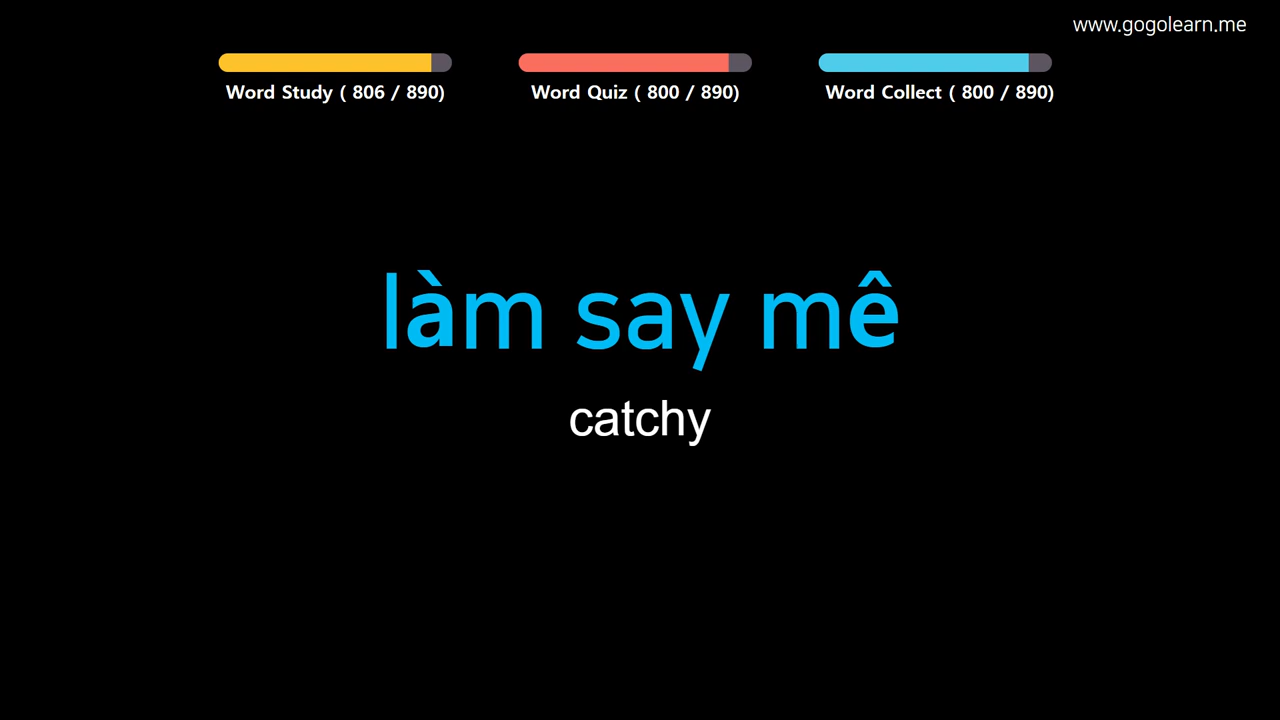 www.gogolearn.me
Word Study ( 806 / 890)
Word Quiz ( 800 / 890)
Word Collect ( 800 / 890)
làm say mê
catchy